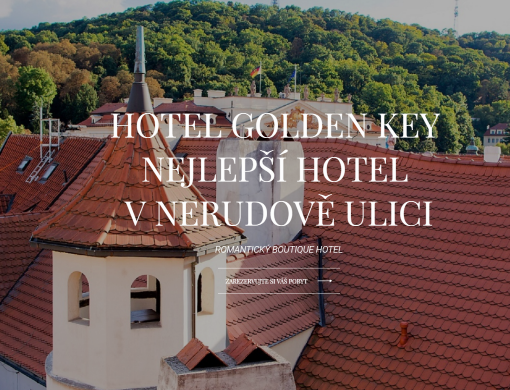 HOTEL GOLDEN KEY
NEJLEPŠÍ HOTEL
V NERUDOVĚ ULICI
ROMANTICKÝ BOUTIQUE HOTEL
ZAREZERVUJTE SI VÁŠ POBYT